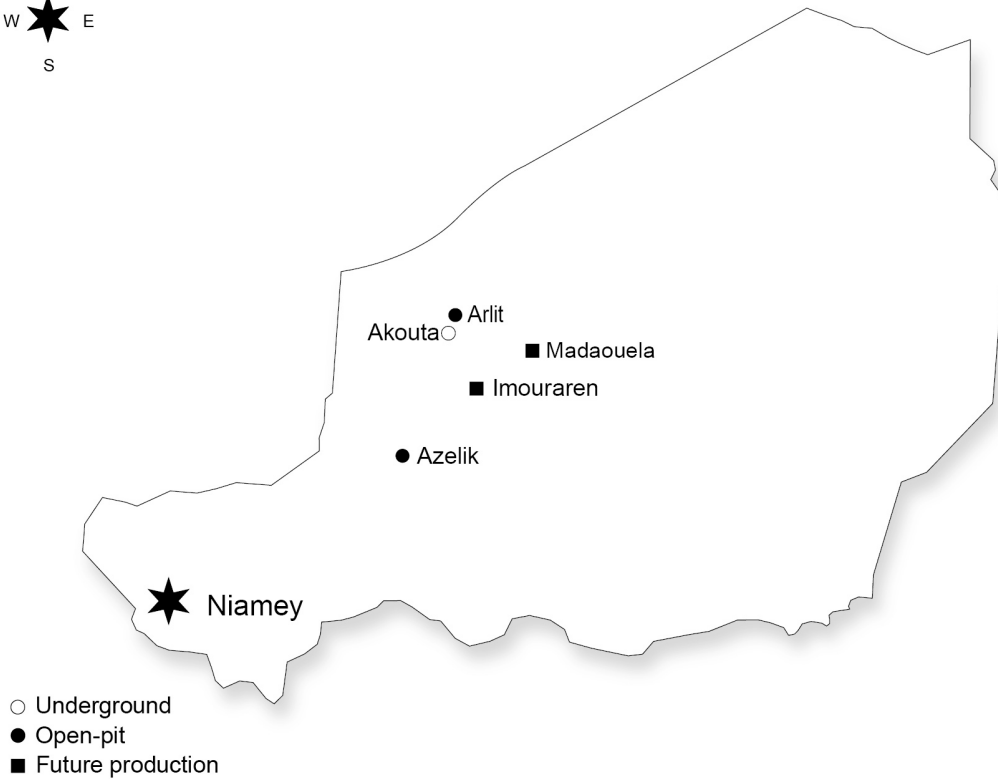 W E
S
Arlit
Akouta
Madaouela
Imouraren
Azelik
Niamey
Underground
Open-pit
Future production